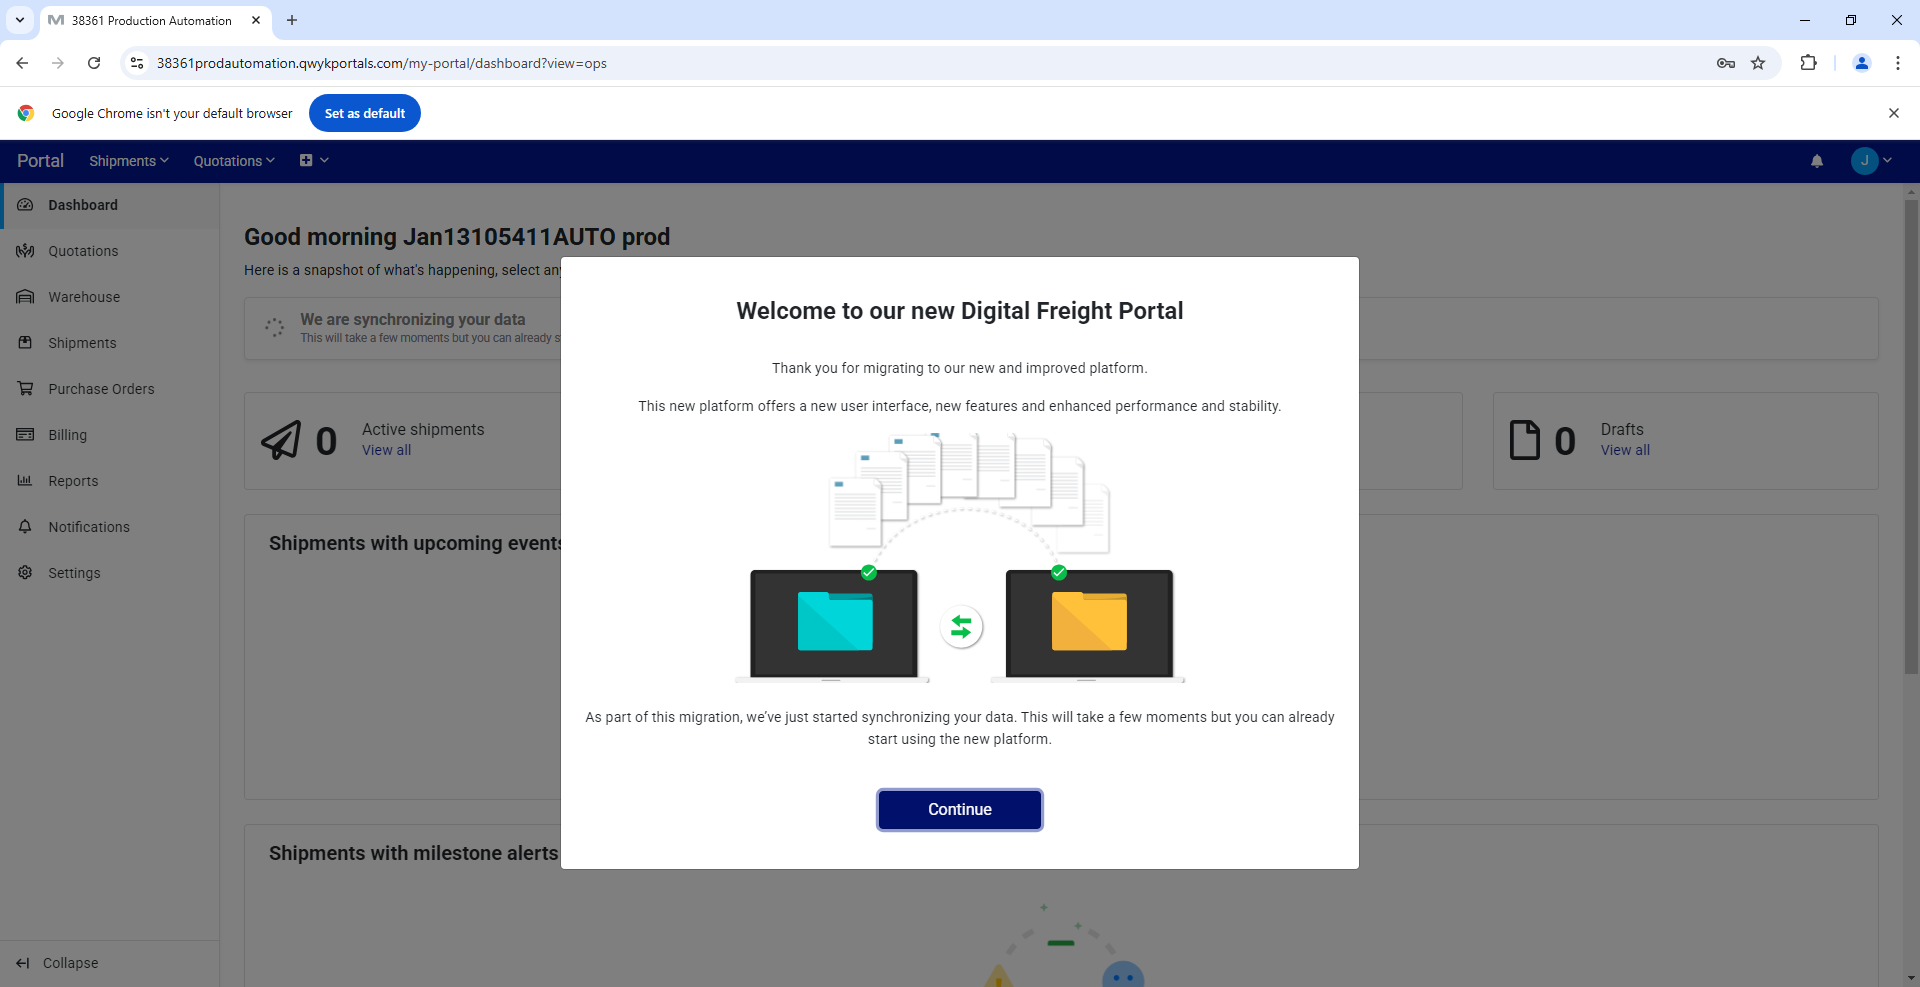 38361 Production Automation
38361prodautomation.qwykportals.com/my-portal/dashboard?view=ops
Google Chrome isn't your default browser
Set as default
Portal
Shipments
Quotations
J
Dashboard
Quotations
Warehouse
Shipments
Purchase Orders
Billing
Reports
Notifications
Settings
Collapse
Good morning Jan13105411AUTO prod
Here is a snapshot of what's happening, select
We are synchronizing your data
This will take a few moments but you can already
0
Active shipments
View all
0
Drafts
View all
Shipments with upcoming events
Shipments with milestone alerts
Welcome to our new Digital Freight Portal
Thank you for migrating to our new and improved platform.
This new platform offers a new user interface, new features and enhanced performance and stability.
As part of this migration, we’ve just started synchronizing your data. This will take a few moments but you can already
start using the new platform.
Continue